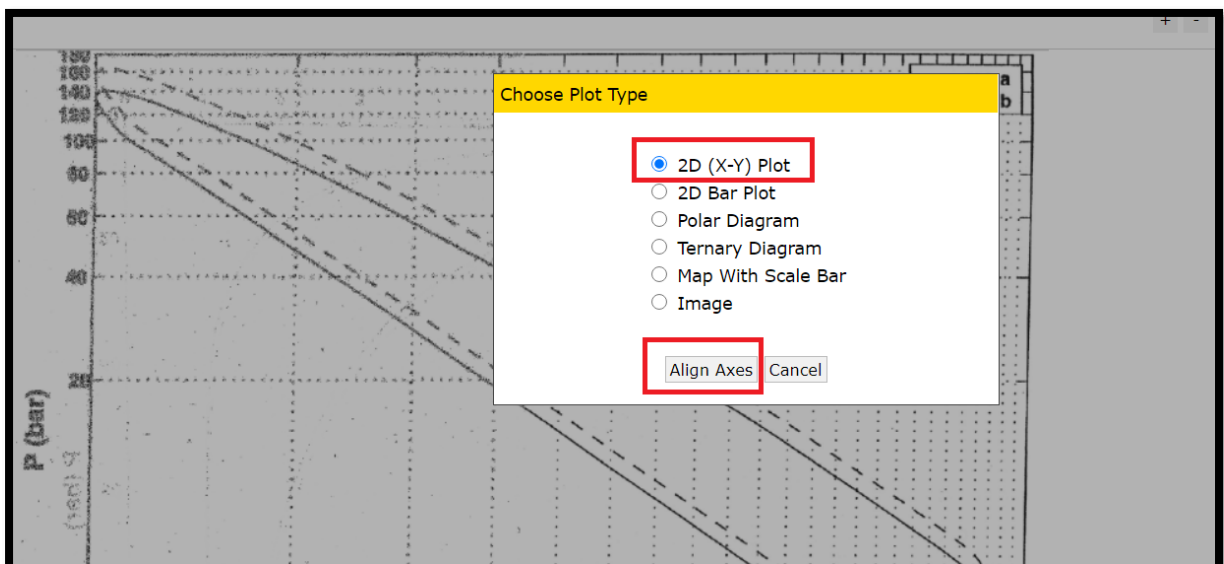 + -
160
140
120
100
80
60
40
20
P (bar)
a
b
Choose Plot Type
2D (X-Y) Plot
2D Bar Plot
Polar Diagram
Ternary Diagram
Map With Scale Bar
Image
Align Axes Cancel